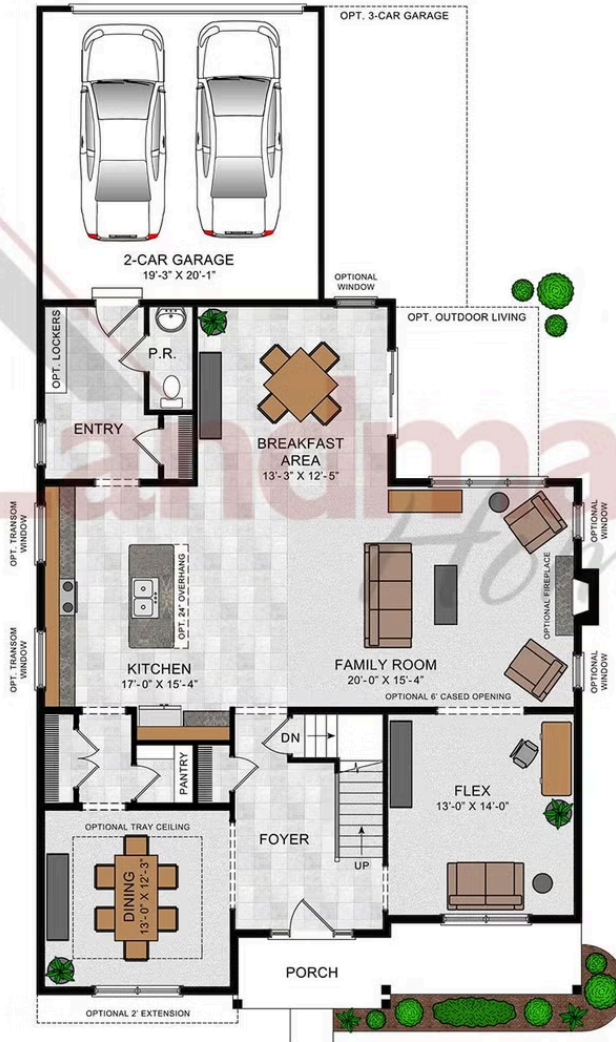 OPT. 3-CAR GARAGE
2-CAR GARAGE
19'-3" X 20'-1"
OPTIONAL
WINDOW
OPT. OUTDOOR LIVING
OPT. LOCKERS
P.R.
ENTRY
BREAKFAST
AREA
13'-3" X 12'-5"
andma
OPT. TRANSOM
WINDOW
OPTIONAL
WINDOW
OPT. 24" OVERHANG
OPTIONAL FIREPLACE
OPT. TRANSOM
WINDOW
OPTIONAL
WINDOW
KITCHEN
17'-0" X 15'-4"
FAMILY ROOM
20'-0" X 15'-4"
OPTIONAL 6' CASED OPENING
DN
PANTRY
FLEX
13'-0" X 14'-0"
OPTIONAL TRAY CEILING
FOYER
UP
DINING
13'-0" X 12'-3"
PORCH
OPTIONAL 2' EXTENSION